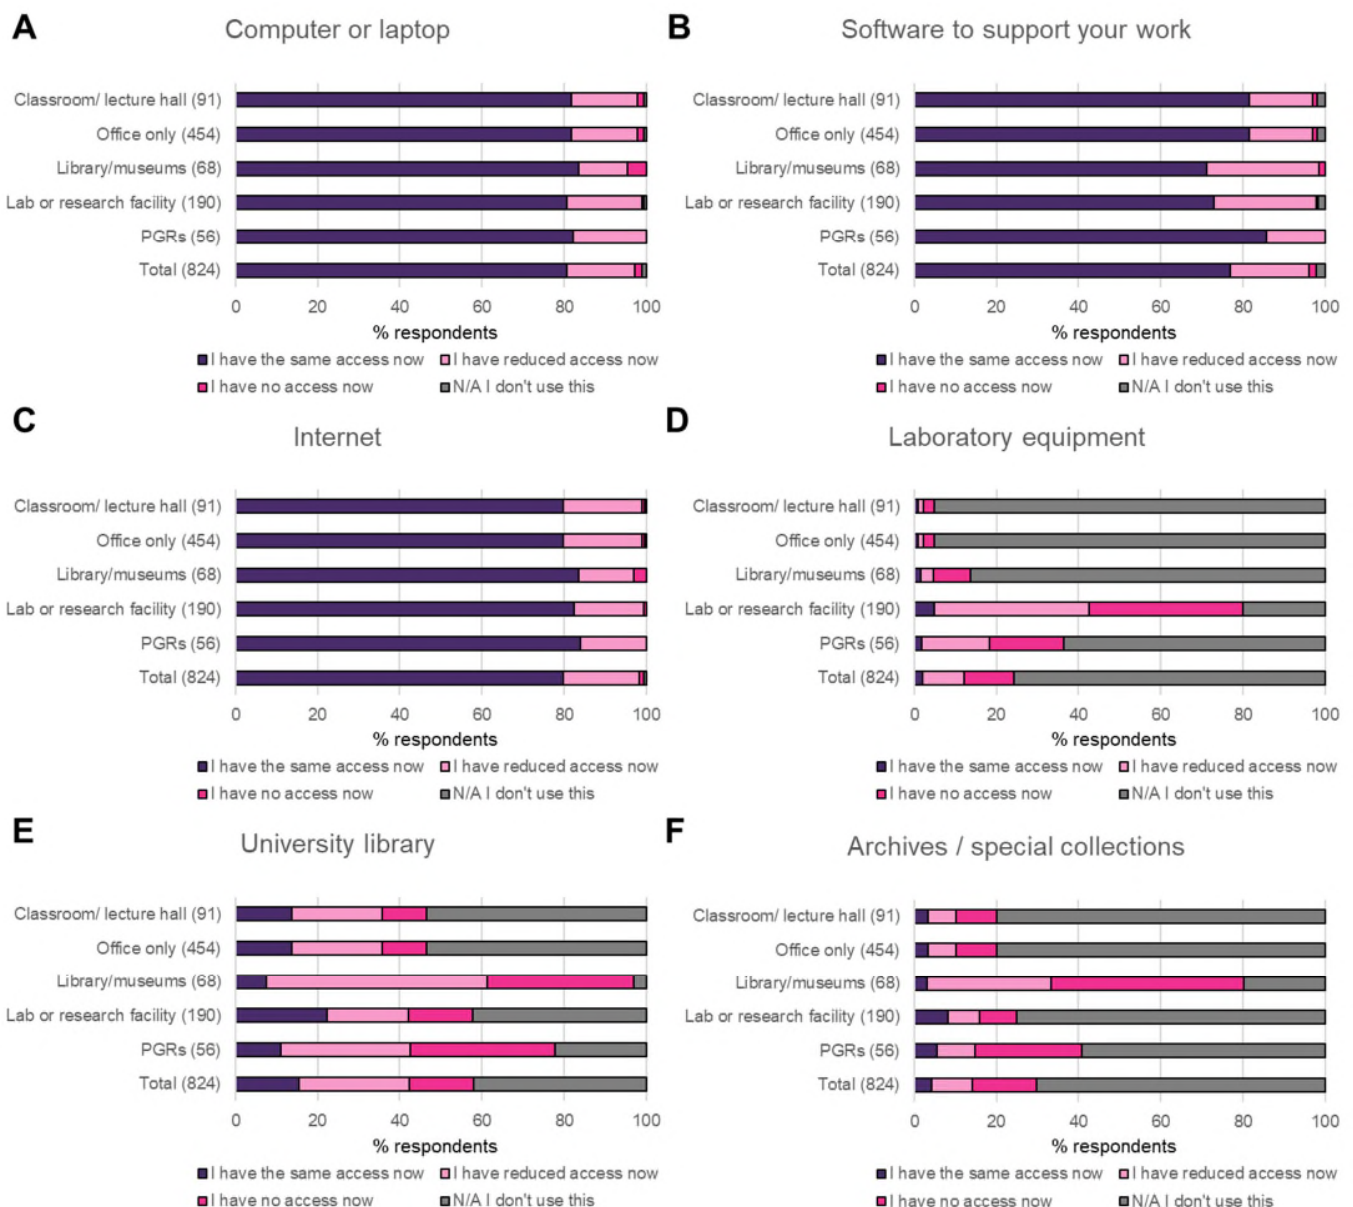 A
Computer or laptop
Classroom/ lecture hall (91)
Office only (454)
Library/museums (68)
Lab or research facility (190)
PGRs (56)
Total (824)
0 20 40 60 80 100
% respondents
I have the same access now I have reduced access now
I have no access now N/A I don't use this
B
Software to support your work
Classroom/ lecture hall (91)
Office only (454)
Library/museums (68)
Lab or research facility (190)
PGRs (56)
Total (824)
0 20 40 60 80 100
% respondents
I have the same access now I have reduced access now
I have no access now N/A I don't use this
C
Internet
Classroom/ lecture hall (91)
Office only (454)
Library/museums (68)
Lab or research facility (190)
PGRs (56)
Total (824)
0 20 40 60 80 100
% respondents
I have the same access now I have reduced access now
I have no access now N/A I don't use this
D
Laboratory equipment
Classroom/ lecture hall (91)
Office only (454)
Library/museums (68)
Lab or research facility (190)
PGRs (56)
Total (824)
0 20 40 60 80 100
% respondents
I have the same access now I have reduced access now
I have no access now N/A I don't use this
E
University library
Classroom/ lecture hall (91)
Office only (454)
Library/museums (68)
Lab or research facility (190)
PGRs (56)
Total (824)
0 20 40 60 80 100
% respondents
I have the same access now I have reduced access now
I have no access now N/A I don't use this
F
Archives / special collections
Classroom/ lecture hall (91)
Office only (454)
Library/museums (68)
Lab or research facility (190)
PGRs (56)
Total (824)
0 20 40 60 80 100
% respondents
I have the same access now I have reduced access now
I have no access now N/A I don't use this